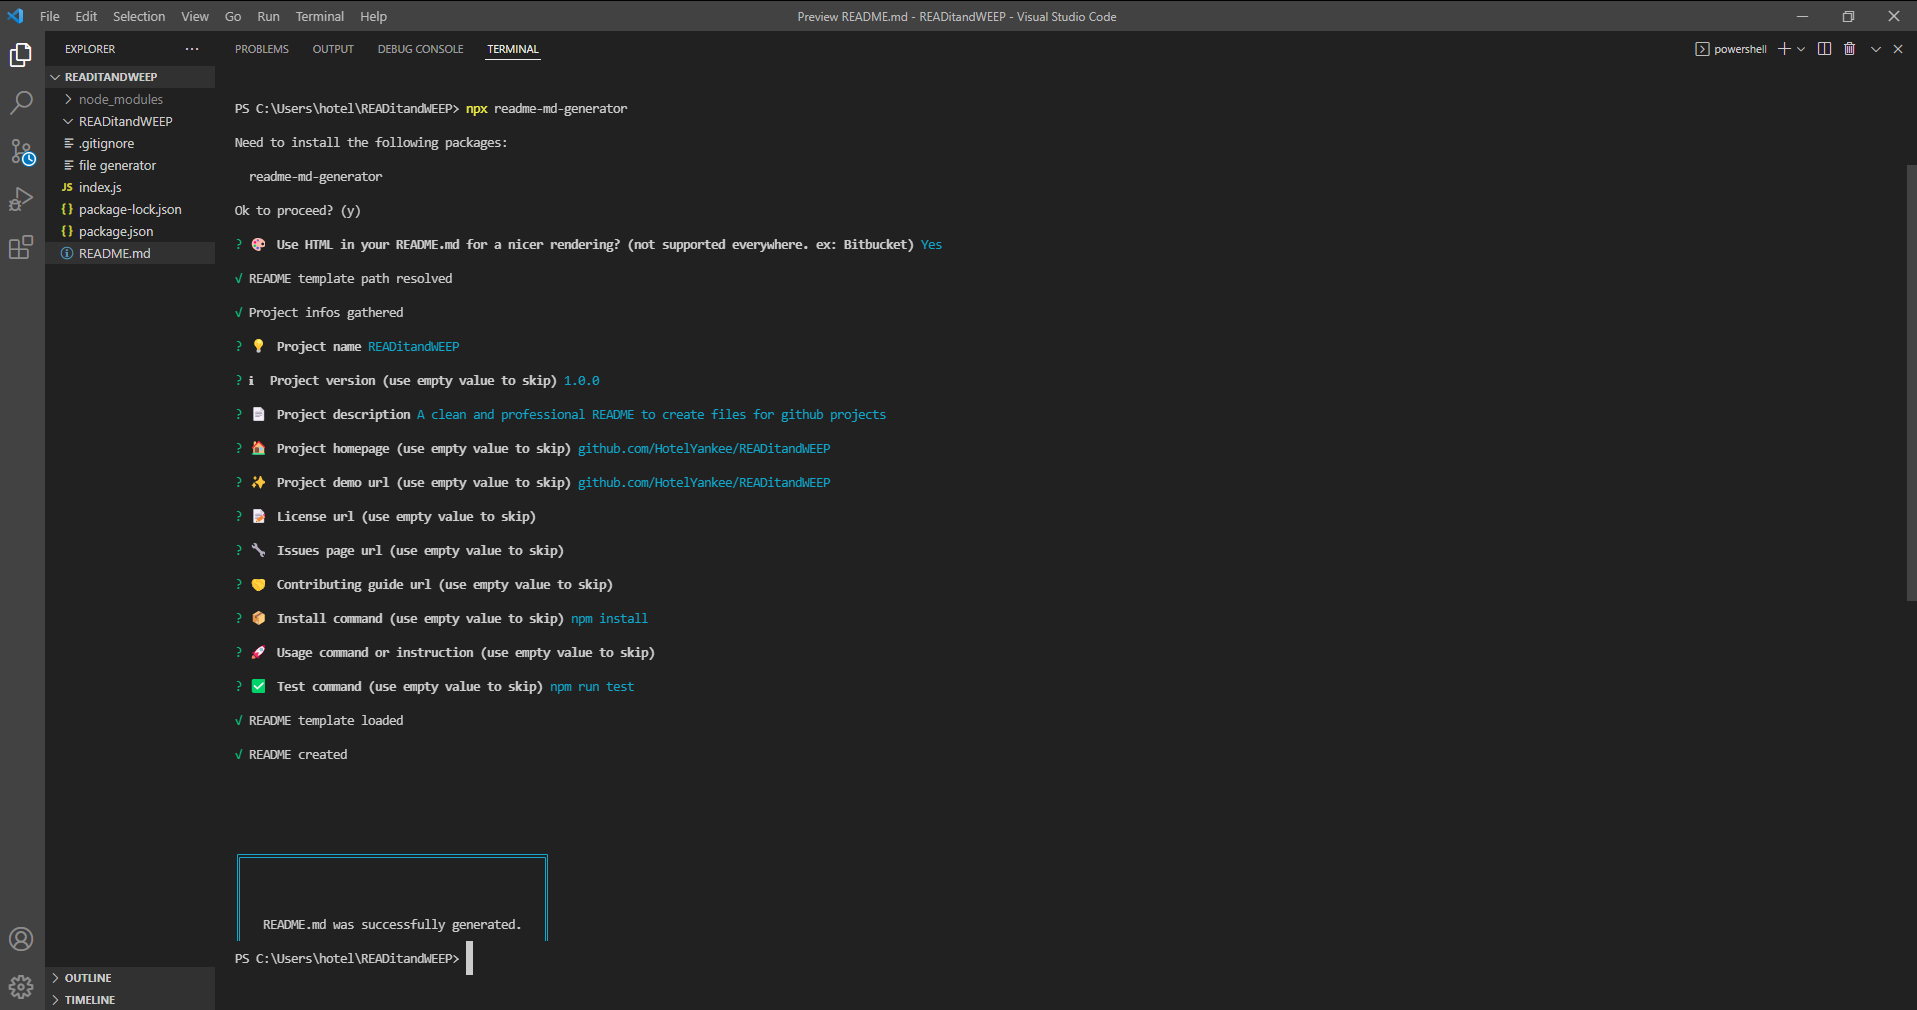 File Edit Selection View Go Run Terminal Help
Preview README.md - READitandWEEP - Visual Studio Code
EXPLORER
READITANDWEEP
node_modules
READitandWEEP
.gitignore
file generator
JS index.js
{} package-lock.json
{} package.json
README.md
OUTLINE
TIMELINE
PROBLEMS OUTPUT DEBUG CONSOLE TERMINAL
powershell
PS C:\Users\hotel\READitandWEEP> npx readme-md-generator
Need to install the following packages:
readme-md-generator
Ok to proceed? (y)
? 🎨 Use HTML in your README.md for a nicer rendering? (not supported everywhere. ex: Bitbucket) Yes
√ README template path resolved
√ Project infos gathered
? 💡 Project name READitandWEEP
? ℹ Project version (use empty value to skip) 1.0.0
? 📄 Project description A clean and professional README to create files for github projects
? 🏠 Project homepage (use empty value to skip) github.com/HotelYankee/READitandWEEP
? ✨ Project demo url (use empty value to skip) github.com/HotelYankee/READitandWEEP
? 📝 License url (use empty value to skip)
? 🔧 Issues page url (use empty value to skip)
? 🤝 Contributing guide url (use empty value to skip)
? 📦 Install command (use empty value to skip) npm install
? 🚀 Usage command or instruction (use empty value to skip)
? ✅ Test command (use empty value to skip) npm run test
√ README template loaded
√ README created
README.md was successfully generated.
PS C:\Users\hotel\READitandWEEP>